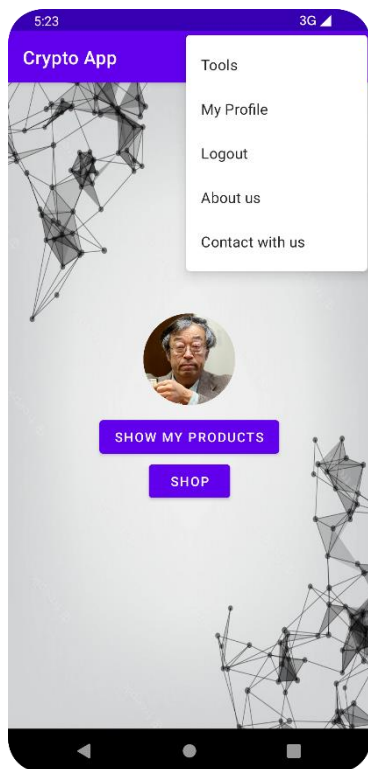 5:23
3G
Crypto App
Tools
My Profile
Logout
About us
Contact with us
SHOW MY PRODUCTS
SHOP